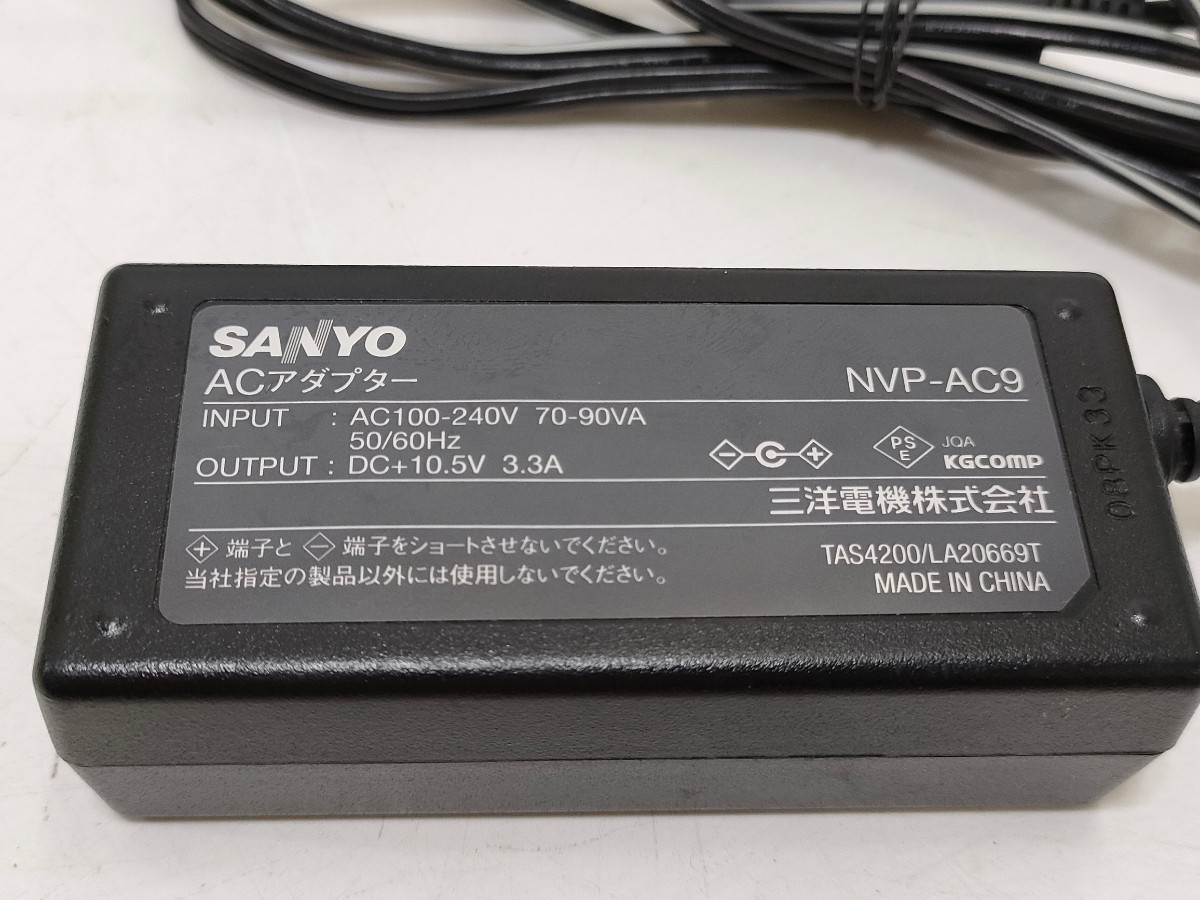 SANYO
ACアダプター NVP-AC9
INPUT : AC100-240V 70-90VA
50/60Hz
OUTPUT : DC+10.5V 3.3A
PS
E
JQA
KGCOMP
三洋電機株式会社
+ 端子と - 端子をショートさせないでください。
当社指定の製品以外には使用しないでください。
TAS4200/LA20669T
MADE IN CHINA
08PK33